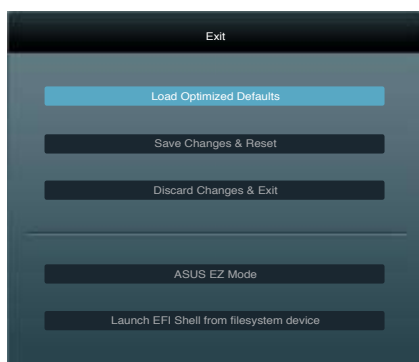 Exit
Load Optimized Defaults
Save Changes & Reset
Discard Changes & Exit
ASUS EZ Mode
Launch EFI Shell from filesystem device